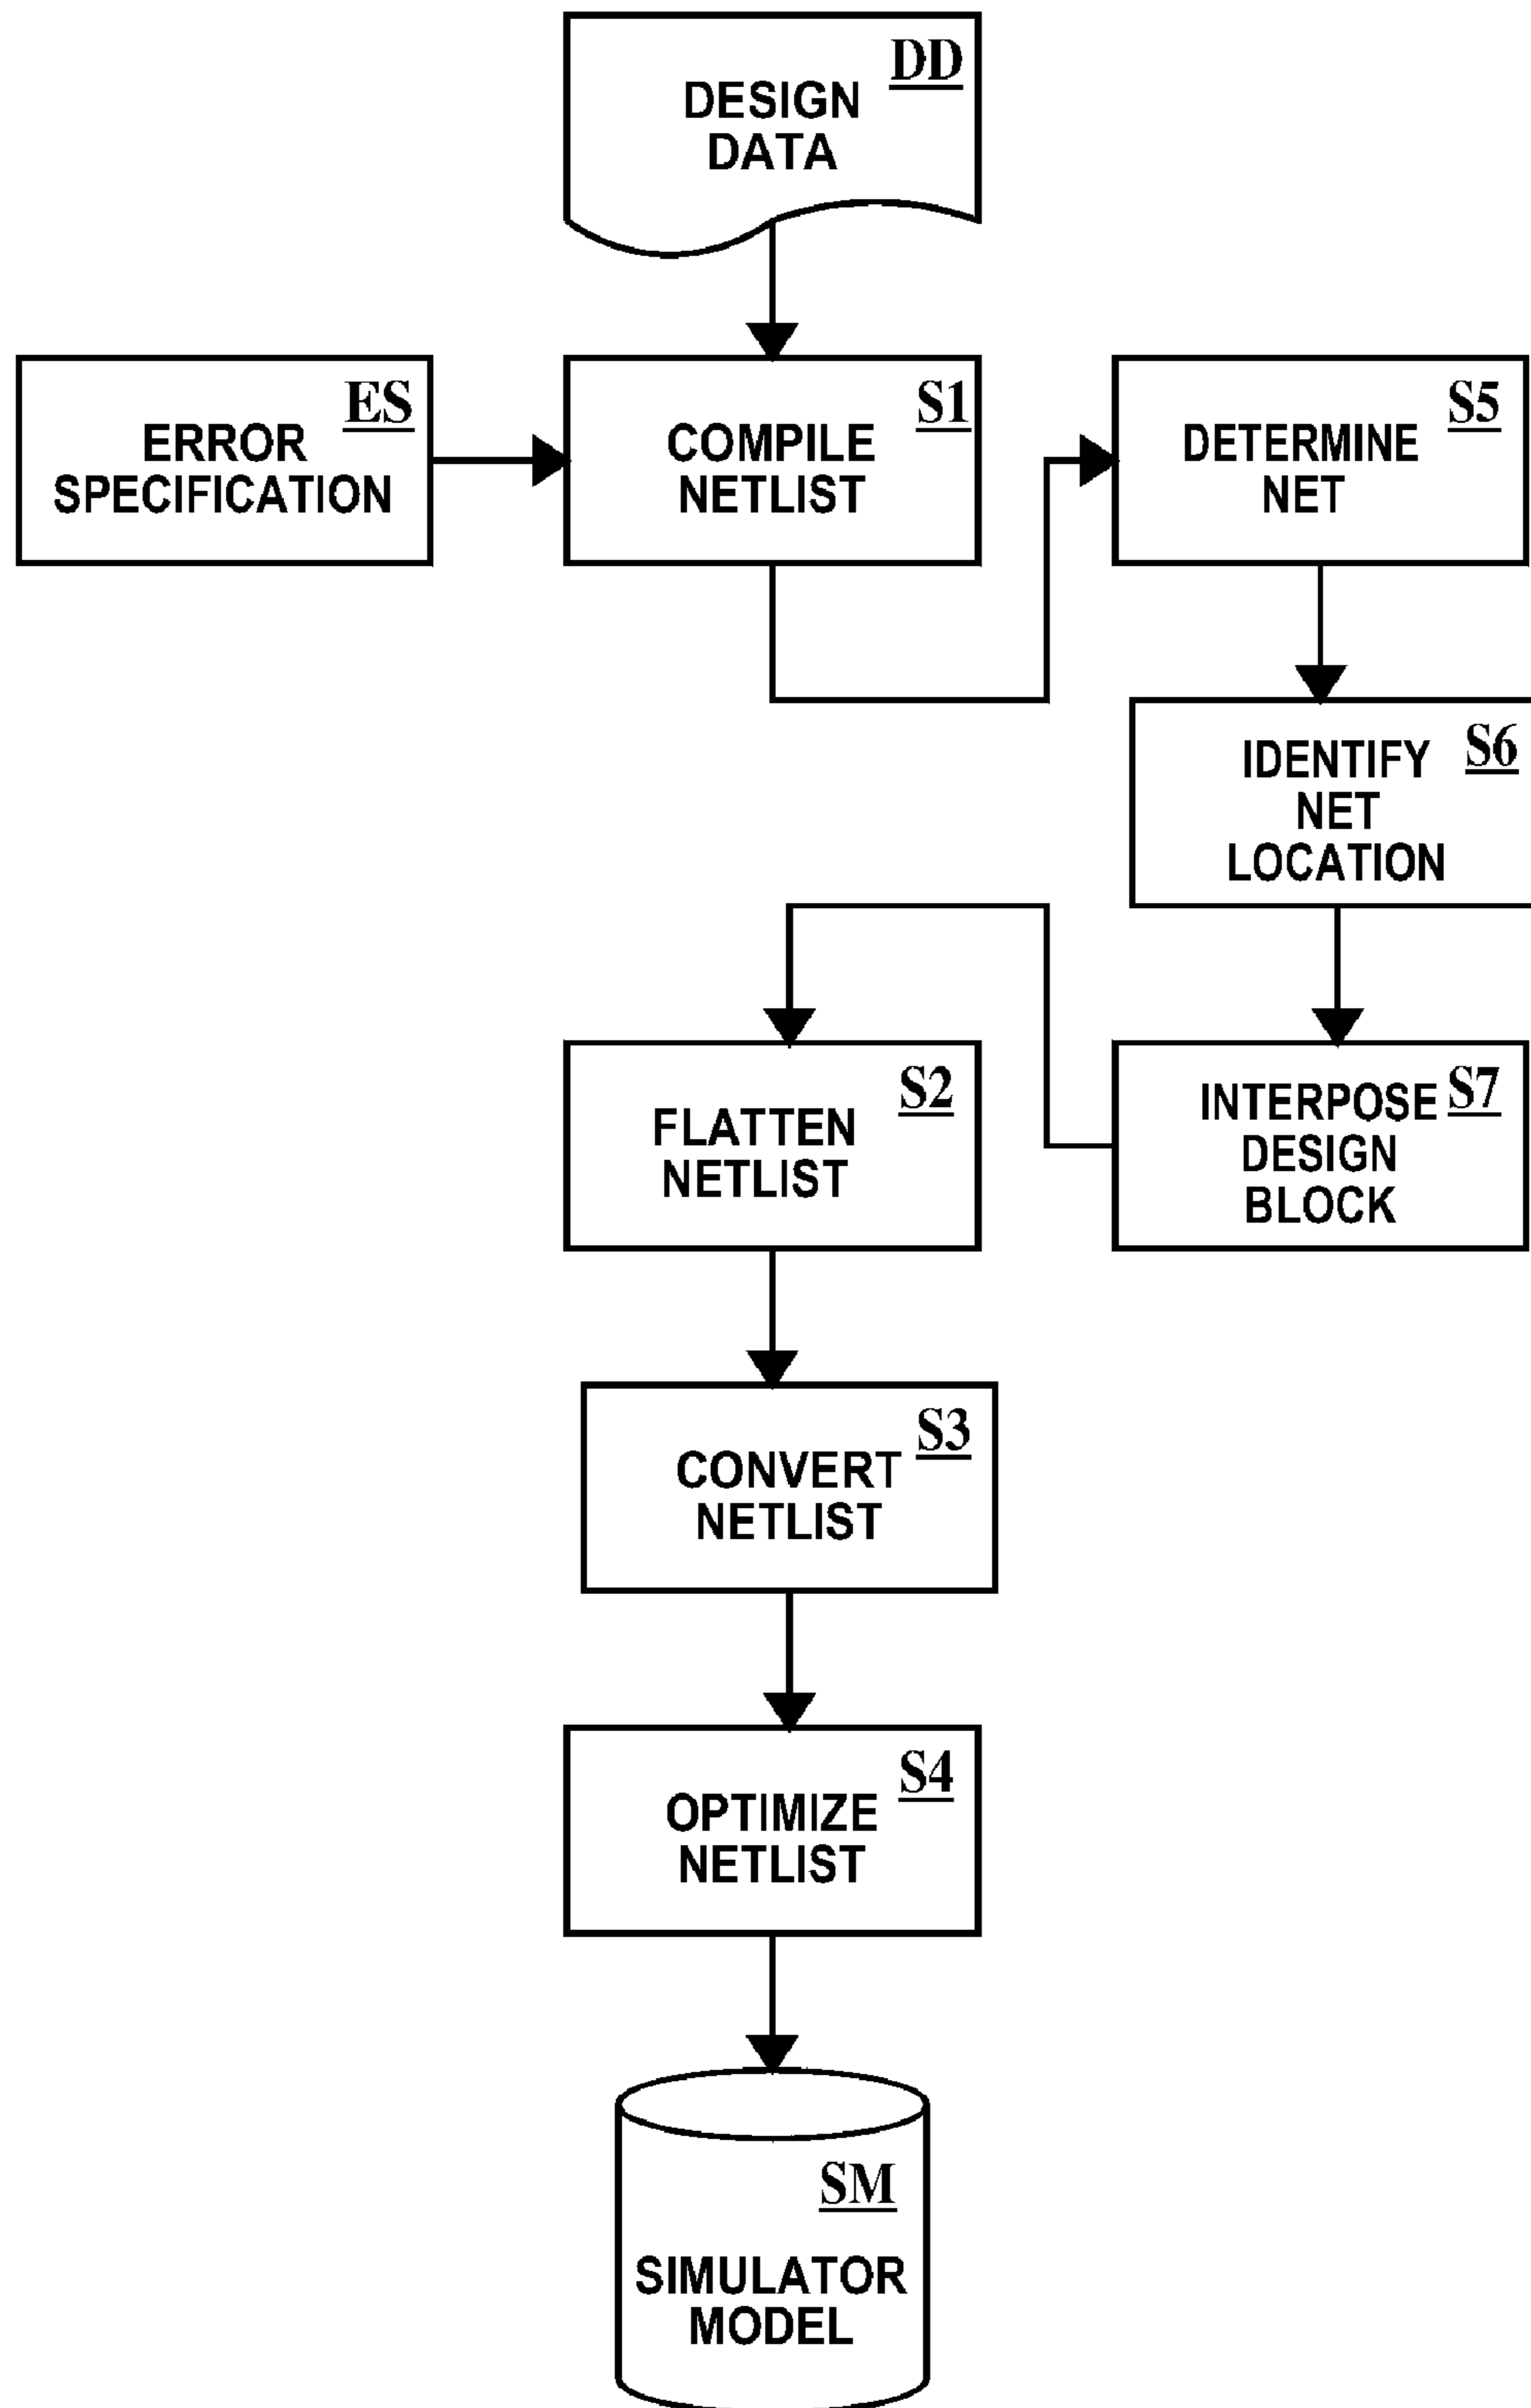 DD
DESIGN
DATA
ES
ERROR
SPECIFICATION
S1
COMPILE
NETLIST
S5
DETERMINE
NET
S6
IDENTIFY
NET
LOCATION
S7
INTERPOSE
DESIGN
BLOCK
S2
FLATTEN
NETLIST
S3
CONVERT
NETLIST
S4
OPTIMIZE
NETLIST
SM
SIMULATOR
MODEL